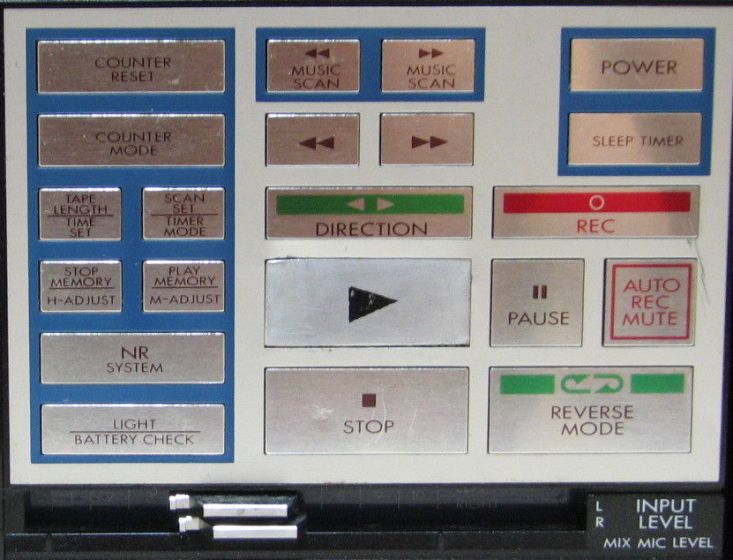 COUNTER
RESET
◀◀
MUSIC
SCAN
▶▶
MUSIC
SCAN
POWER
COUNTER
MODE
◀◀
▶▶
SLEEP TIMER
TAPE
LENGTH
TIME
SET
SCAN
SET
TIMER
MODE
DIRECTION
REC
STOP
MEMORY
H-ADJUST
PLAY
MEMORY
M-ADJUST
PAUSE
AUTO
REC
MUTE
NR
SYSTEM
STOP
REVERSE
MODE
LIGHT
BATTERY CHECK
L INPUT
R LEVEL
MIX MIC LEVEL